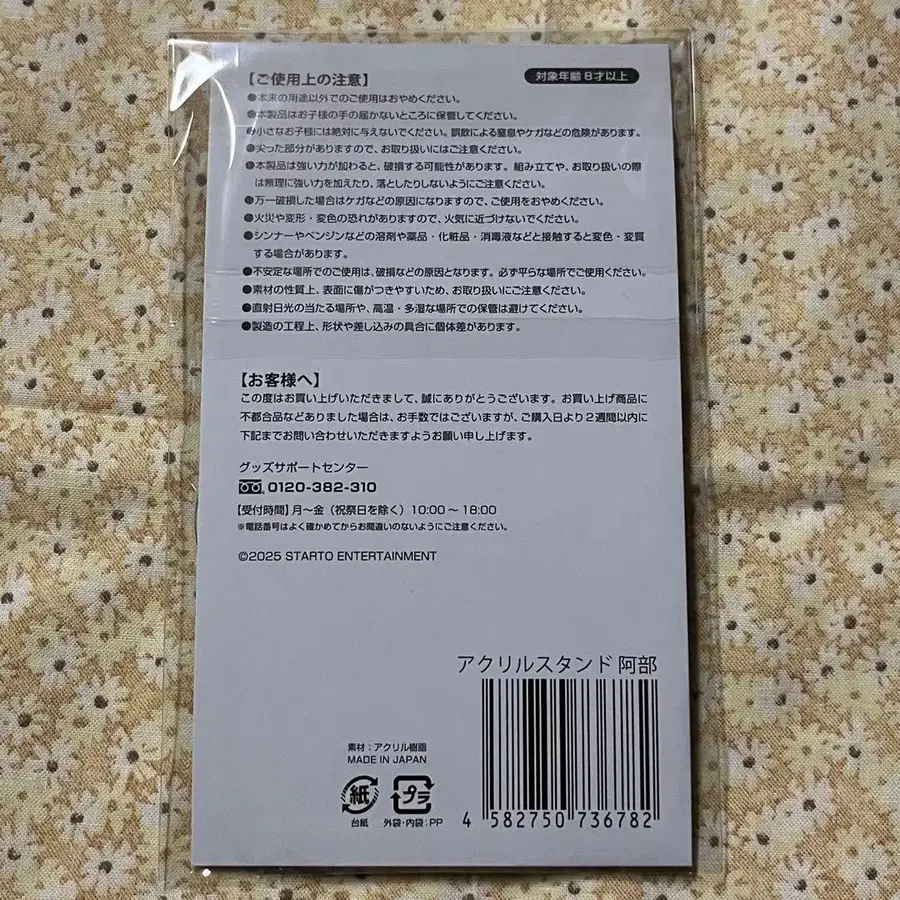 【ご使用上の注意】
対象年齢 8才以上
●本来の用途以外でのご使用はおやめください。
●本製品はお子様の手の届かないところに保管してください。
●小さなお子様には絶対に与えないでください。誤飲による窒息やケガなどの危険があります。
●尖った部分がありますので、お取り扱いにはご注意ください。
●本製品は強い力が加わると、破損する可能性があります。組み立てや、お取り扱いの際
は無理に強い力を加えたり、落としたりしないようにご注意ください。
●万一破損した場合はケガなどの原因になりますので、ご使用をおやめください。
●火災や変形・変色の恐れがありますので、火気に近づけないでください。
●シンナーやベンジンなどの溶剤や薬品・化粧品・消毒液などと接触すると変色・変質
する場合があります。
●不安定な場所でのご使用は、破損などの原因となります。必ず平らな場所でご使用ください。
●素材の性質上、表面に傷がつきやすいため、お取り扱いにご注意ください。
●直射日光の当たる場所や、高温・多湿な場所での保管は避けてください。
●製造の工程上、形状や差し込みの具合に個体差があります。
【お客様へ】
この度はお買い上げいただきまして、誠にありがとうございます。お買い上げ商品に
不都合品などありました場合は、お手数ではございますが、ご購入日より2週間以内に
下記までお問い合わせいただきますようお願い申し上げます。
グッズサポートセンター
0120-382-310
【受付時間】月〜金（祝祭日を除く）10:00〜18:00
※電話番号はよく確かめてからお間違いのないようにご注意ください。
©2025 STARTO ENTERTAINMENT
アクリルスタンド 阿部
素材：アクリル樹脂
MADE IN JAPAN
紙
プラ
台紙
外袋・内袋：PP
4 582750 736782